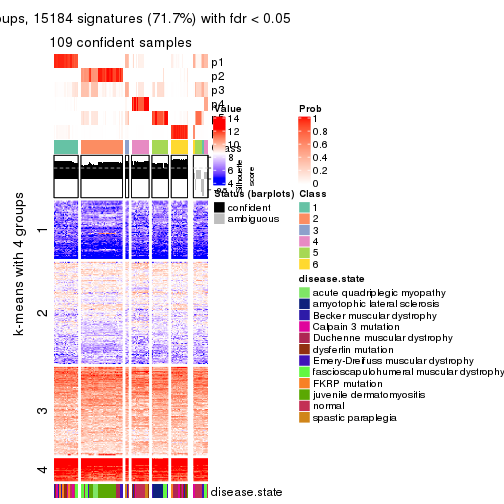 oups, 15184 signatures (71.7%) with fdr < 0.05
109 confident samples
p1
p2
p3
p4
p5
Value
14
12
10
8
6
4
Prob
1
0.8
0.6
0.4
0.2
0
Silhouette
score
Status (barplots)
confident
ambiguous
Class
1
2
3
4
5
6
disease.state
acute quadriplegic myopathy
amyotophic lateral sclerosis
Becker muscular dystrophy
Calpain 3 mutation
Duchenne muscular dystrophy
dysferlin mutation
Emery-Dreifuss muscular dystrophy
fascioscapulohumeral muscular dystrophy
FKRP mutation
juvenile dermatomyositis
normal
spastic paraplegia
k-means with 4 groups
1
2
3
4
disease.state